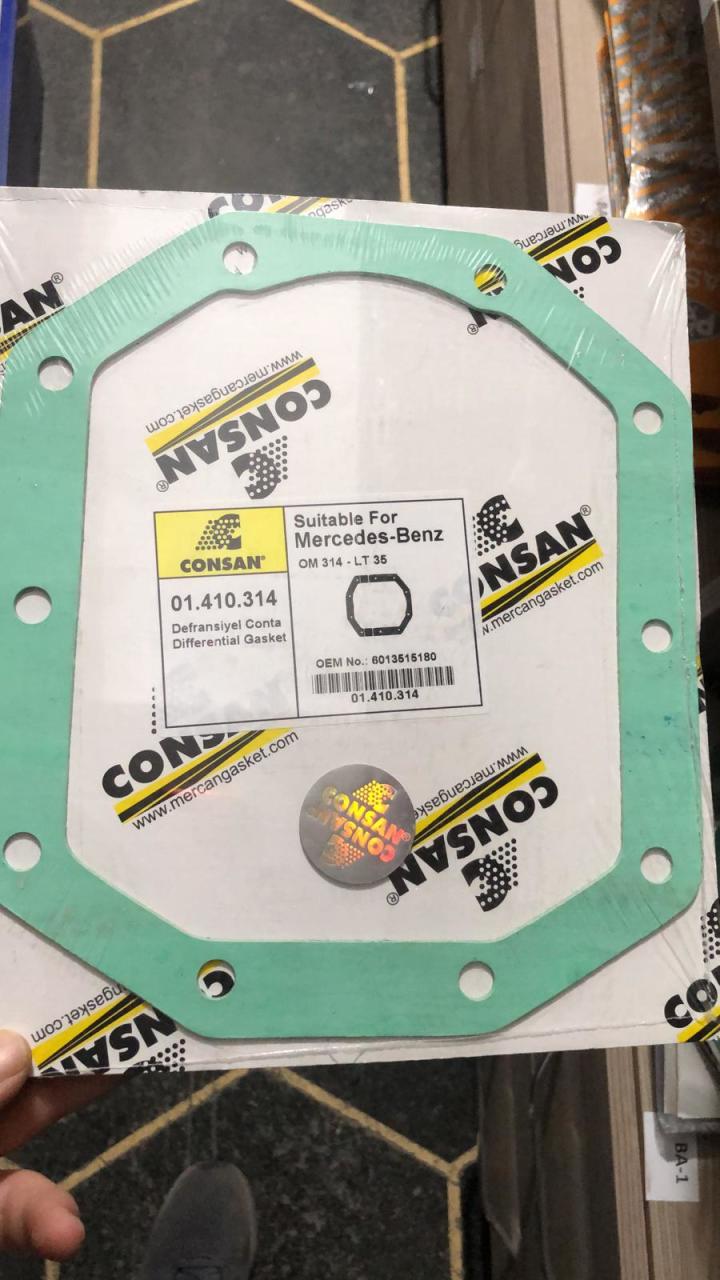 www.mercangasket.com
CONSAN®
CONSAN®
CONSAN®
Suitable For
Mercedes-Benz
OM 314 - LT 35
01.410.314
Defransiyel Conta
Differential Gasket
OEM No.: 6013515180
01.410.314
CONSAN®
www.mercangasket.com
CONSAN
www.mercangasket.com
CONSAN
CONSAN
www.mercangasket.com
CONSAN®
BA-1